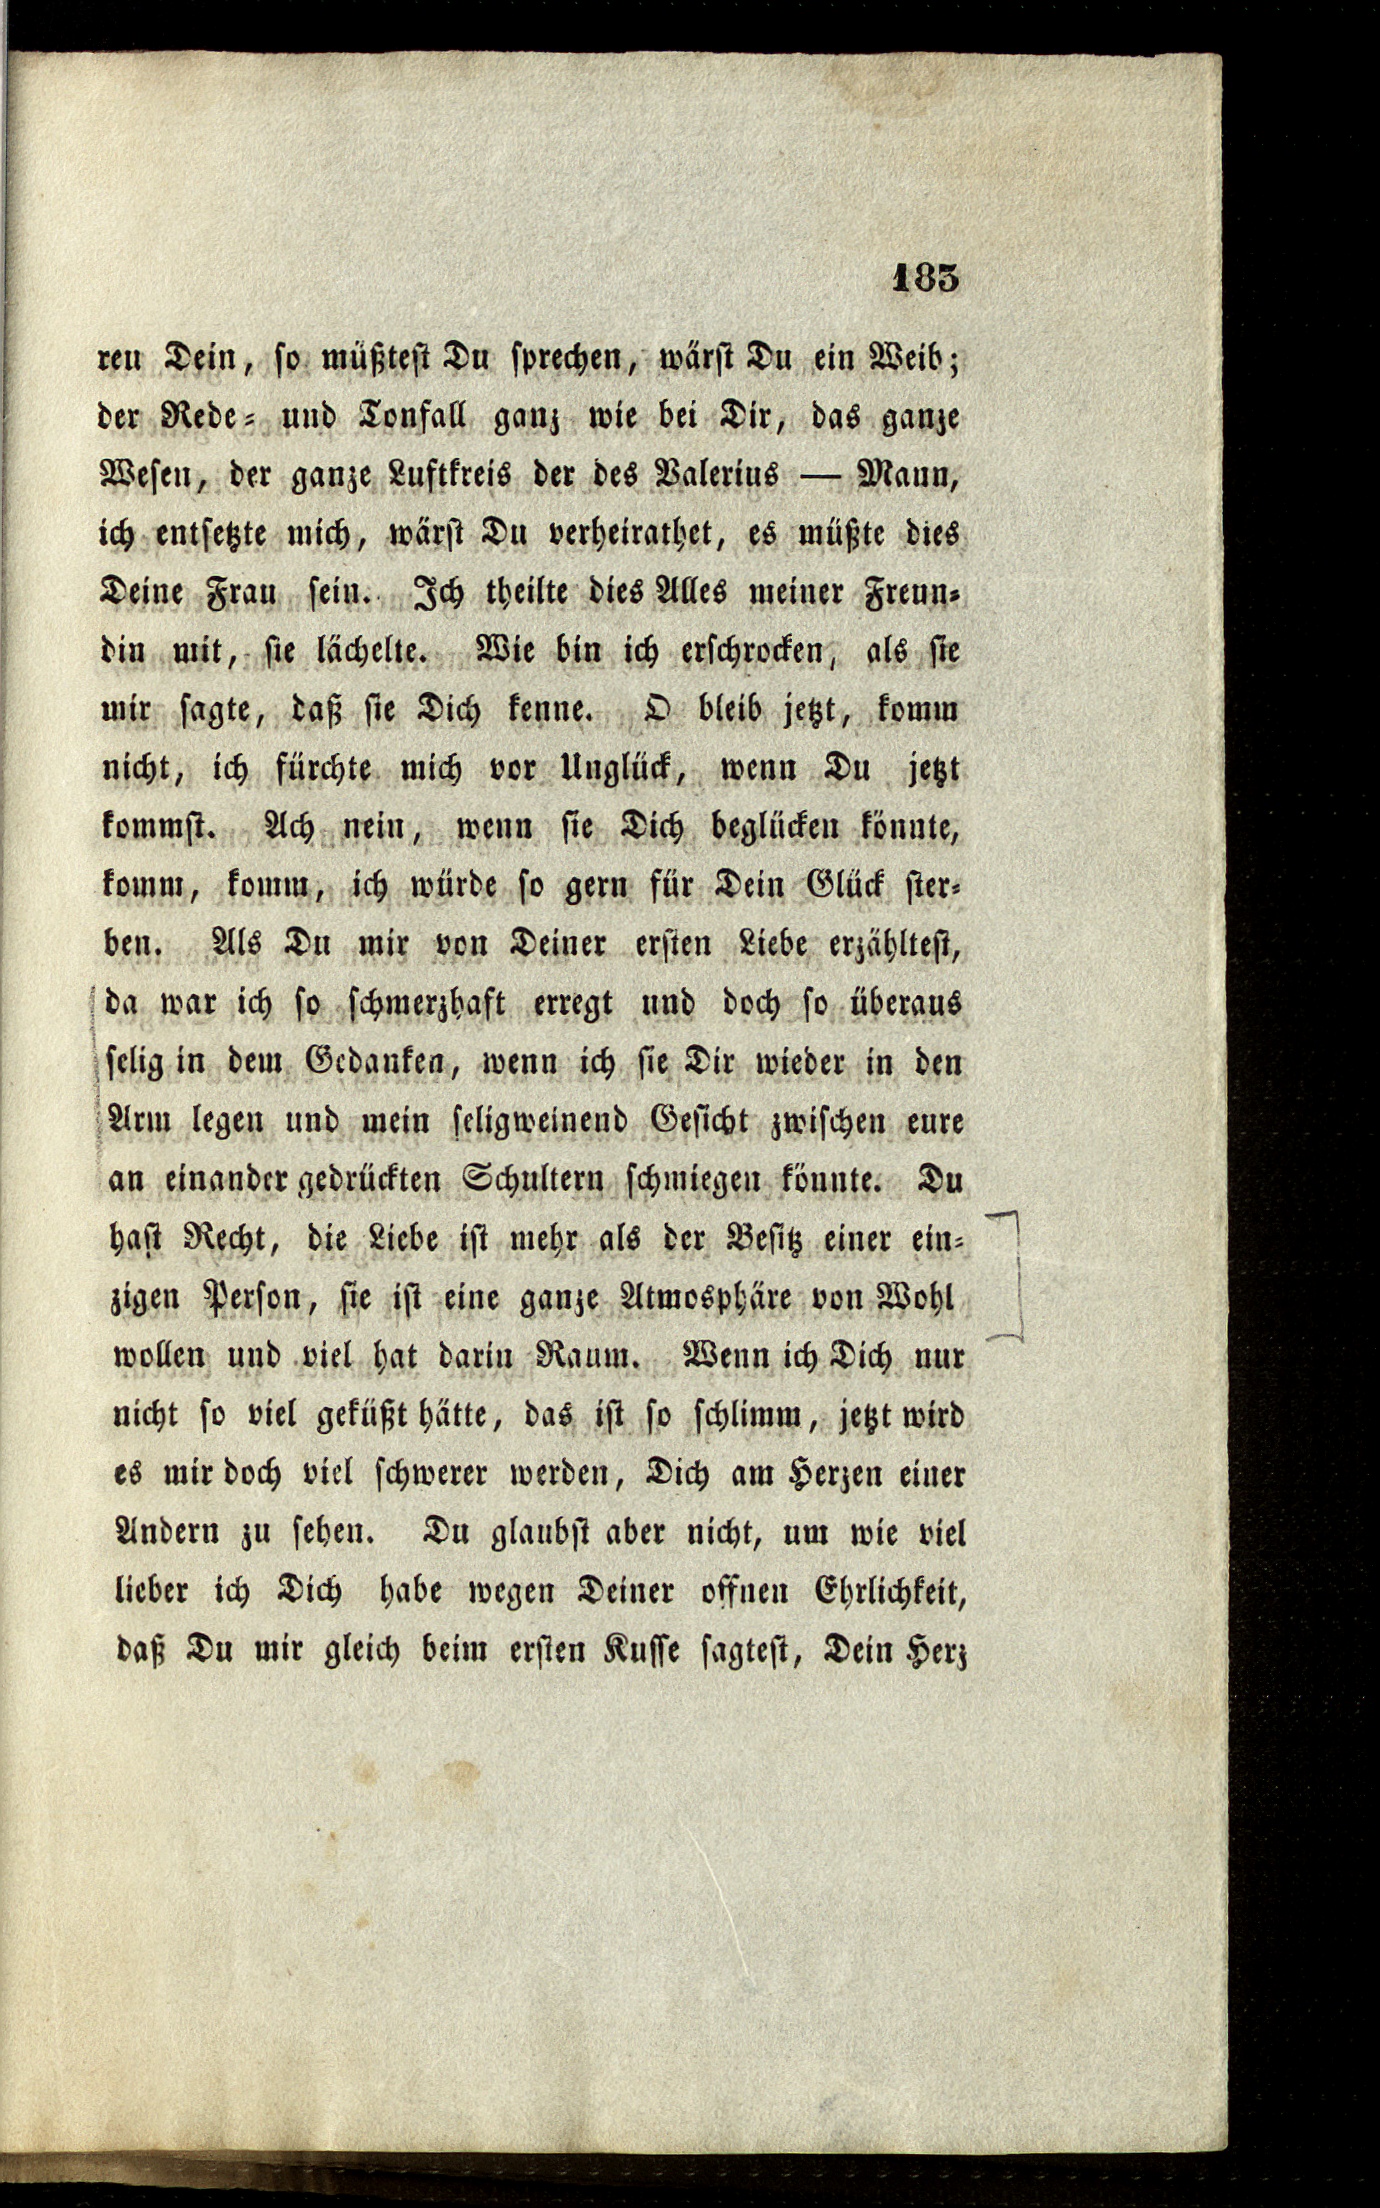 183
ren Dein, so müßtest Du sprechen, wärst Du ein Weib;
der Rede- und Tonfall ganz wie bei Dir, das ganze
Wesen, der ganze Luftkreis der des Valerius — Mann,
ich entsetzte mich, wärst Du verheirathet, es müßte dies
Deine Frau sein. Ich theilte dies Alles meiner Freun-
din mit, sie lächelte. Wie bin ich erschrocken, als sie
mir sagte, daß sie Dich kenne. O bleib jetzt, komm
nicht, ich fürchte mich vor Unglück, wenn Du jetzt
kommst. Ach nein, wenn sie Dich beglücken könnte,
komm, komm, ich würde so gern für Dein Glück ster-
ben. Als Du mir von Deiner ersten Liebe erzähltest,
da war ich so schmerzhaft erregt und doch so überaus
selig in dem Gedanken, wenn ich sie Dir wieder in den
Arm legen und mein seligweinend Gesicht zwischen eure
an einander gedrückten Schultern schmiegen könnte. Du
hast Recht, die Liebe ist mehr als der Besitz einer ein-
zigen Person, sie ist eine ganze Atmosphäre von Wohl
wollen und viel hat darin Raum. Wenn ich Dich nur
nicht so viel geküßt hätte, das ist so schlimm, jetzt wird
es mir doch viel schwerer werden, Dich am Herzen einer
Andern zu sehen. Du glaubst aber nicht, um wie viel
lieber ich Dich habe wegen Deiner offnen Ehrlichkeit,
daß Du mir gleich beim ersten Kusse sagtest, Dein Herz